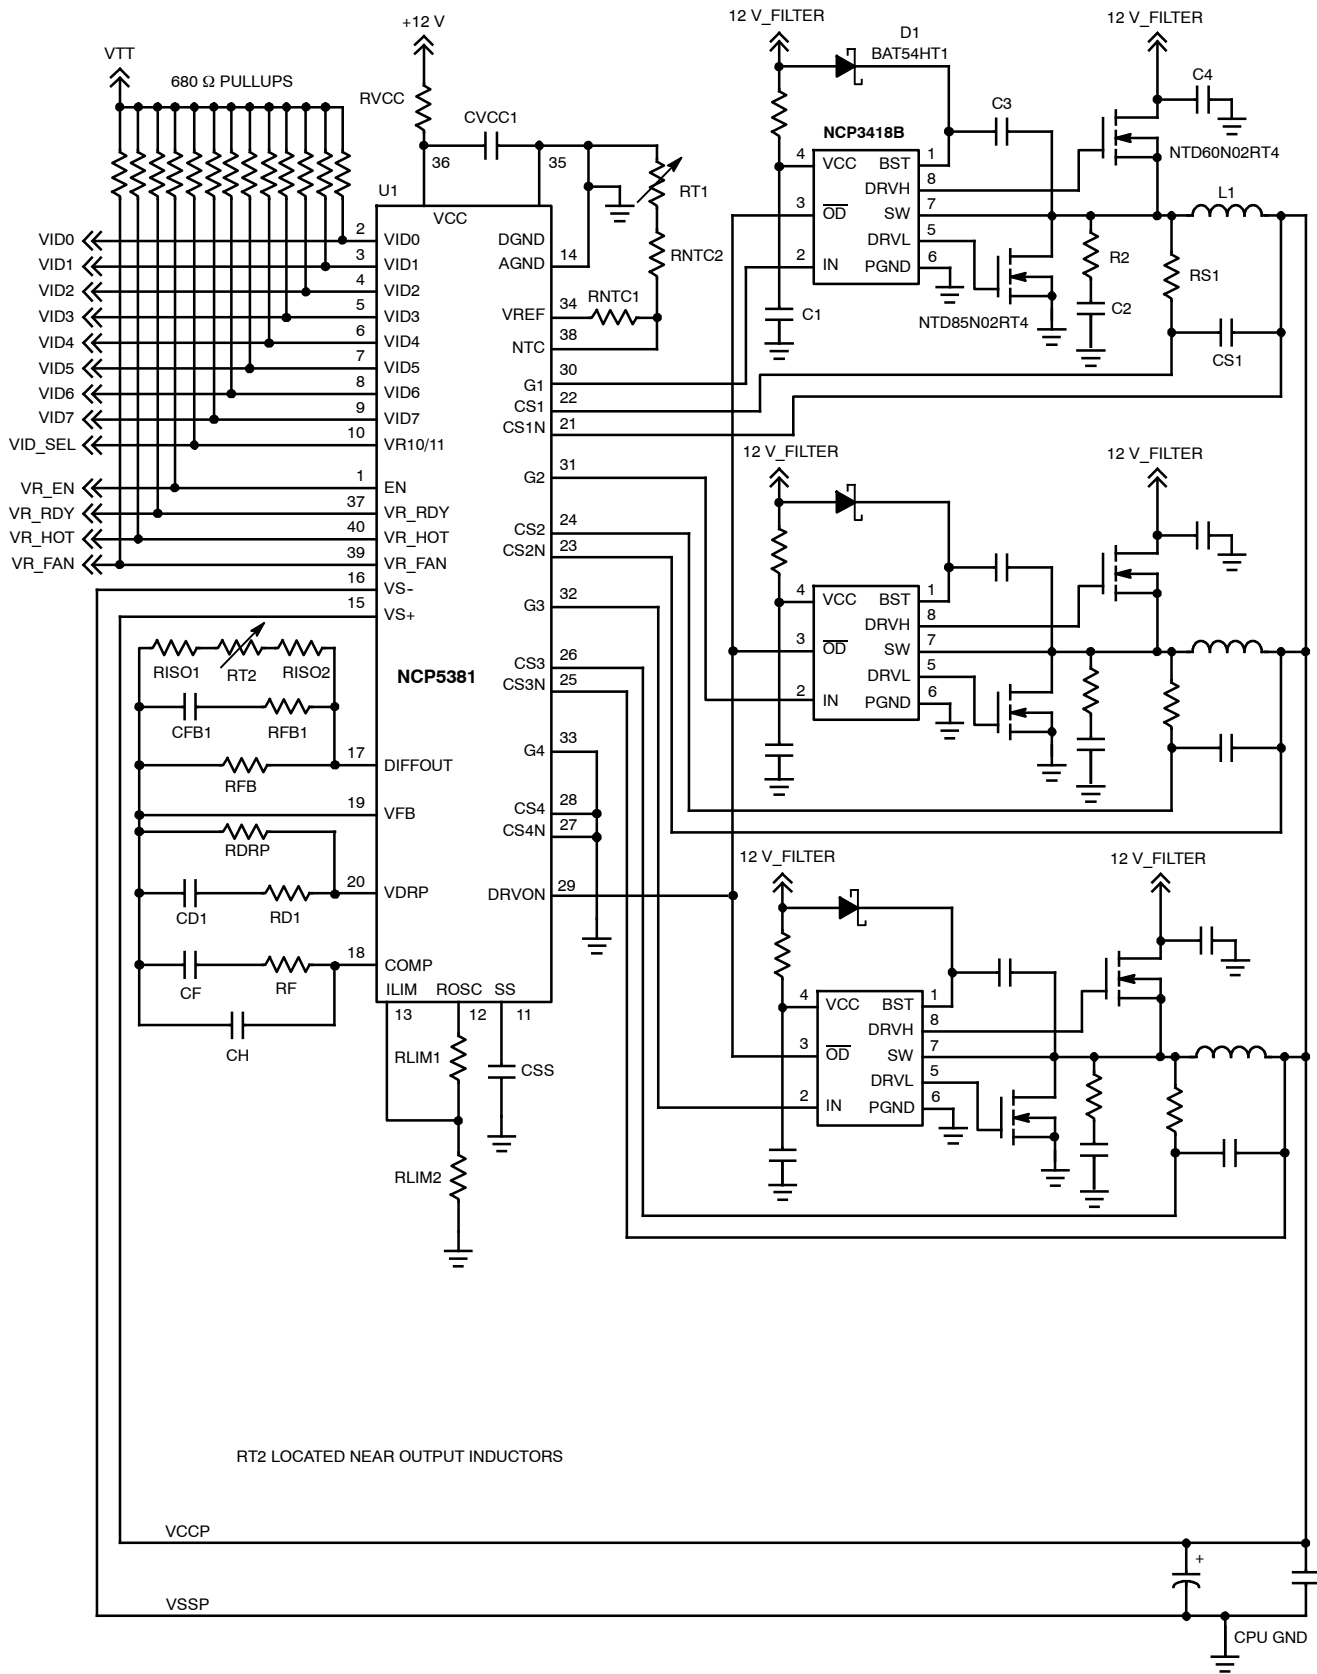 +12 V
12 V_FILTER
D1
BAT54HT1
12 V_FILTER
VTT
680 Ω PULLUPS
RVCC
CVCC1
36
35
RT1
RNTC2
RNTC1
U1
VCC
VID0
2
VID0
VID1
3
VID1
VID2
4
VID2
VID3
5
VID3
VID4
6
VID4
VID5
7
VID5
VID6
8
VID6
VID7
9
VID7
VID_SEL
10
VR10/11
VR_EN
1
EN
VR_RDY
37
VR_RDY
VR_HOT
40
VR_HOT
VR_FAN
39
VR_FAN
16
VS-
15
VS+
NCP5381
DGND
AGND
14
VREF
34
NTC
38
G1
30
CS1
22
CS1N
21
G2
31
CS2
24
CS2N
23
G3
32
CS3
26
CS3N
25
G4
33
CS4
28
CS4N
27
DRVON
29
RISO1
RT2
RISO2
CFB1
RFB1
17
DIFFOUT
RFB
19
VFB
RDRP
20
VDRP
CD1
RD1
18
COMP
CF
RF
CH
ILIM
ROSC
SS
13
12
11
RLIM1
CSS
RLIM2
C3
C4
NCP3418B
NTD60N02RT4
4
VCC
BST
1
DRVH
8
3
OD
SW
7
DRVL
5
2
IN
PGND
6
L1
R2
RS1
C1
NTD85N02RT4
C2
CS1
12 V_FILTER
12 V_FILTER
4
VCC
BST
1
DRVH
8
3
OD
SW
7
DRVL
5
2
IN
PGND
6
12 V_FILTER
12 V_FILTER
4
VCC
BST
1
DRVH
8
3
OD
SW
7
DRVL
5
2
IN
PGND
6
RT2 LOCATED NEAR OUTPUT INDUCTORS
VCCP
+
VSSP
CPU GND